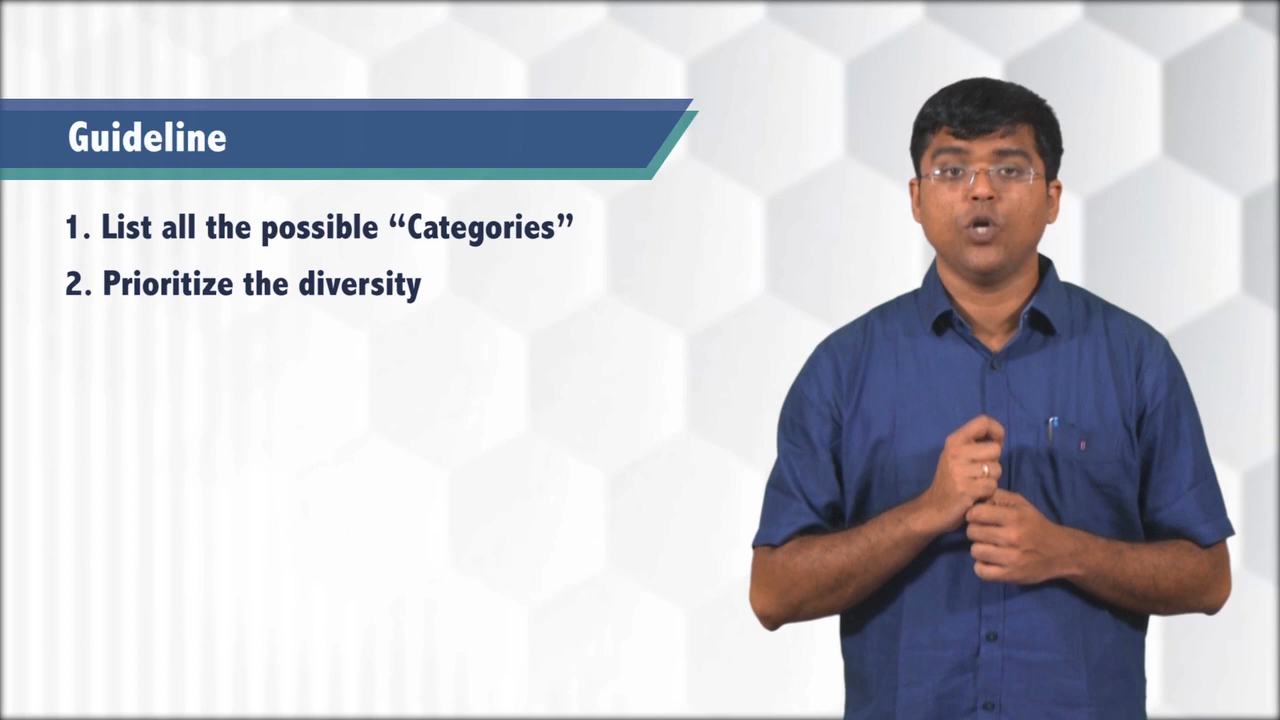 Guideline
1. List all the possible “Categories”
2. Prioritize the diversity